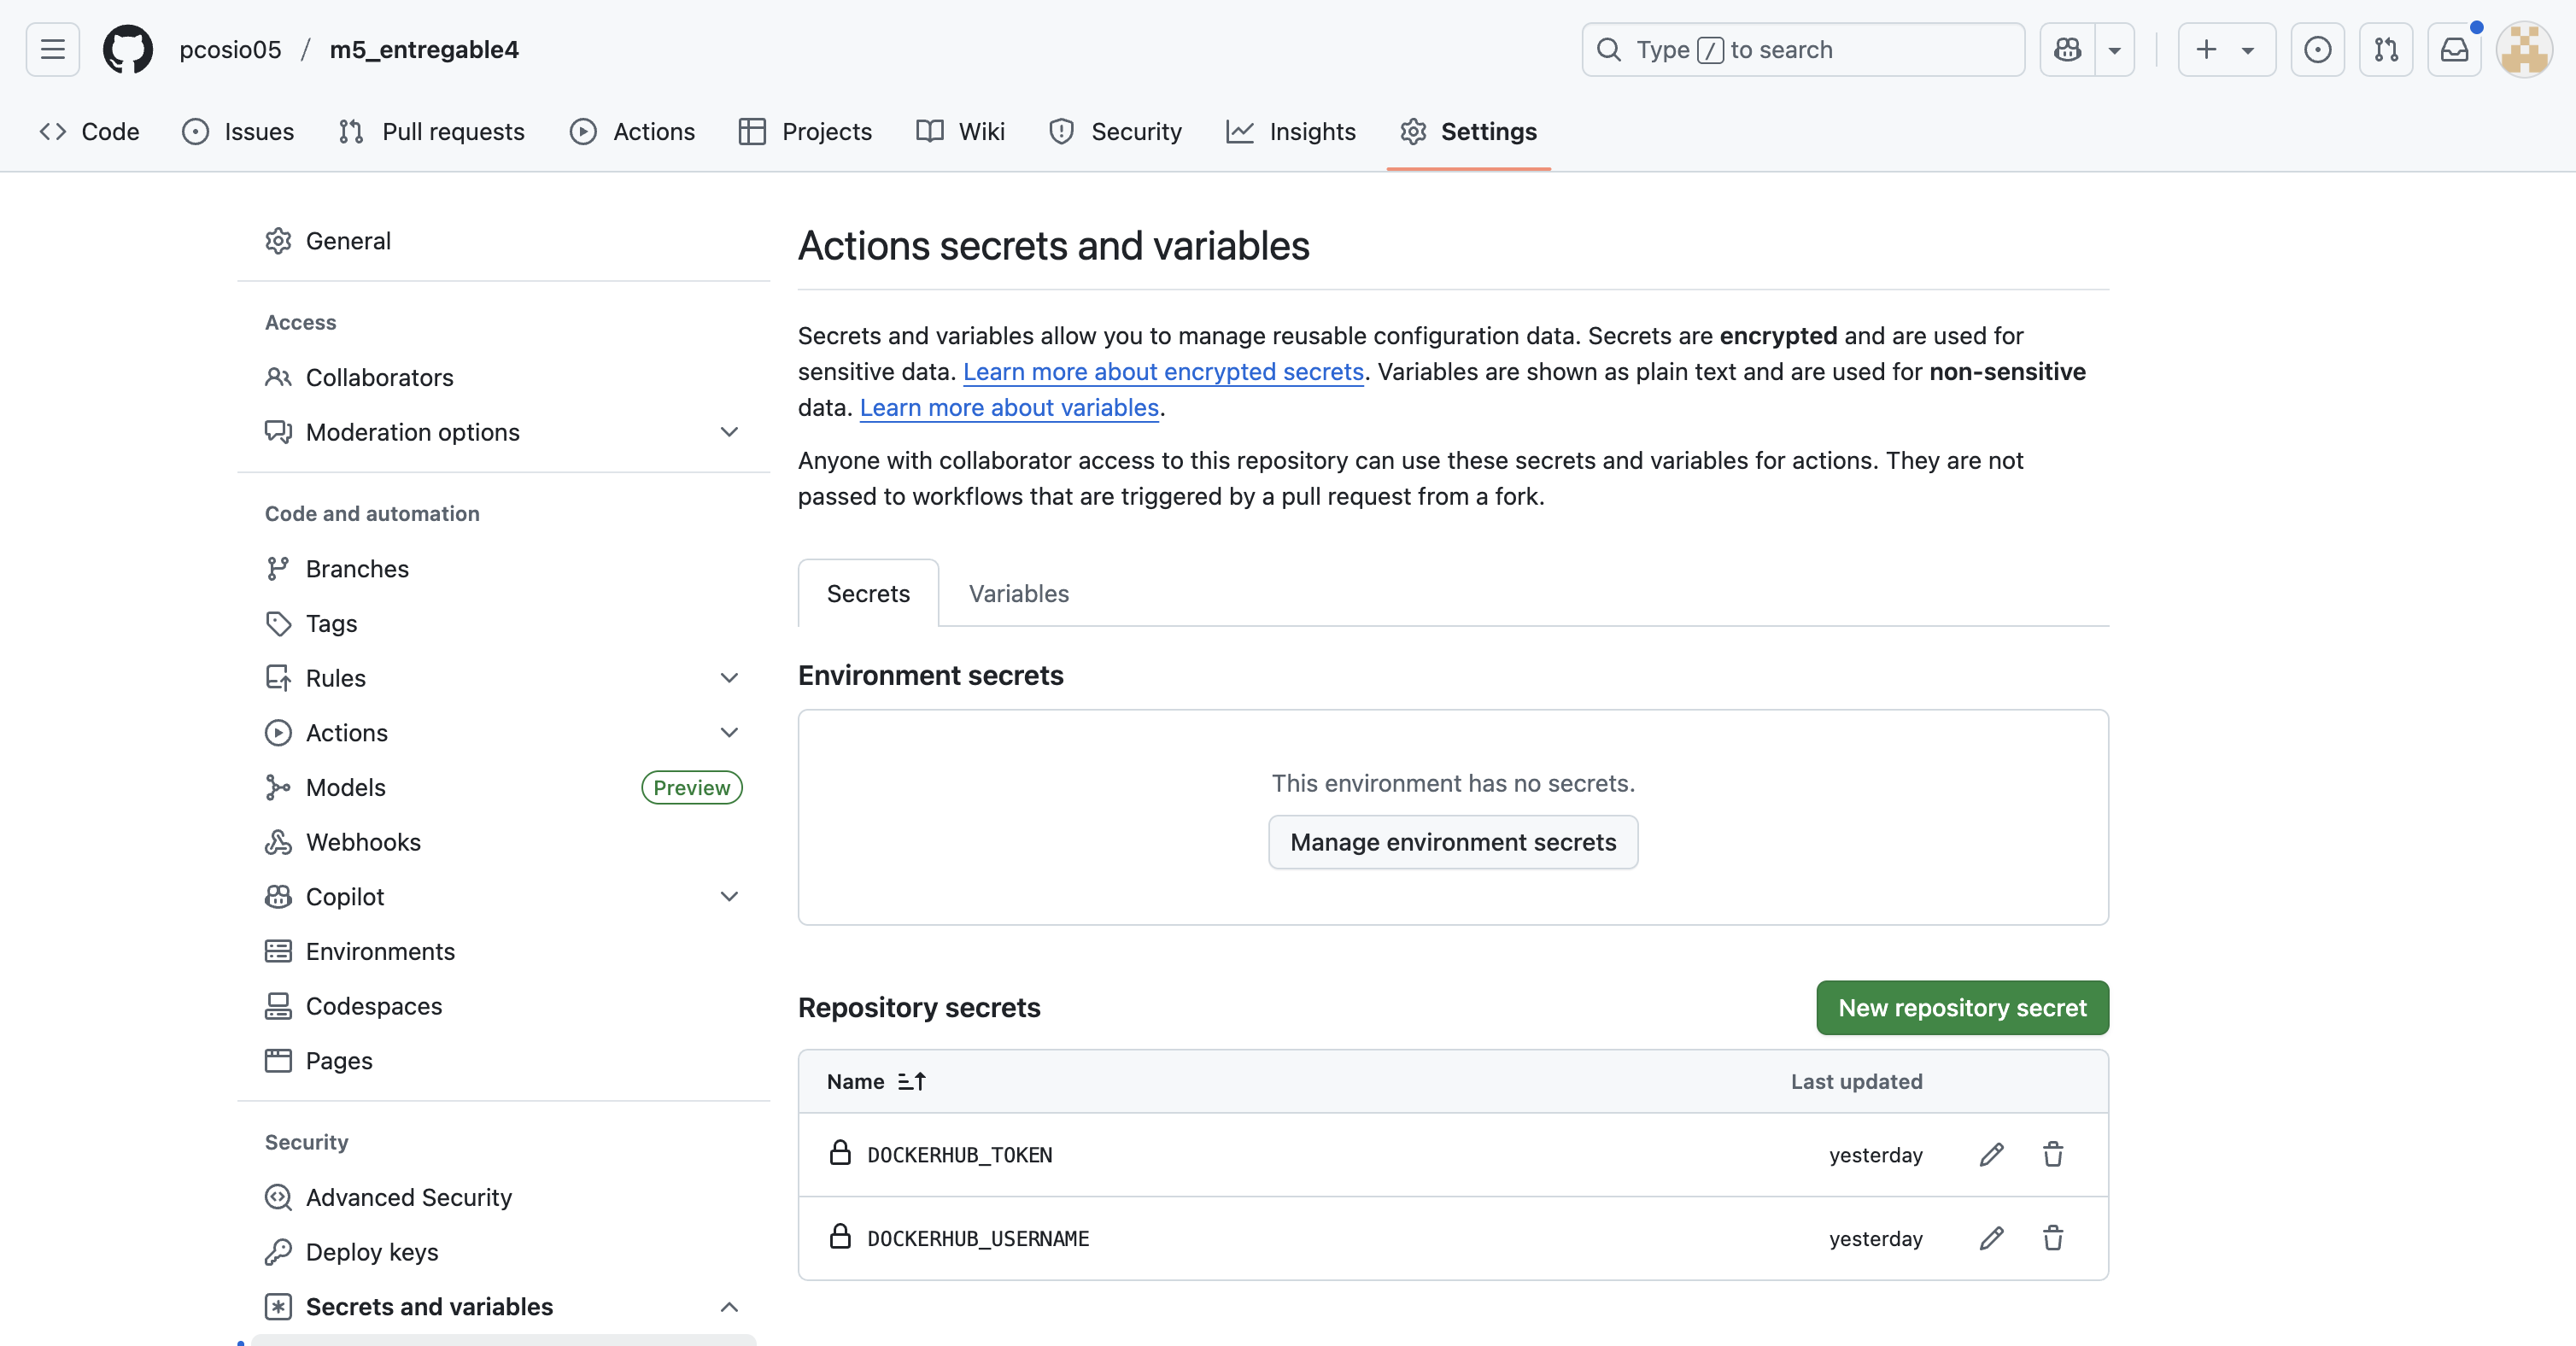 pcosio05 / m5_entregable4
Type / to search
Code
Issues
Pull requests
Actions
Projects
Wiki
Security
Insights
Settings
General
Access
Collaborators
Moderation options
Code and automation
Branches
Tags
Rules
Actions
Models
Preview
Webhooks
Copilot
Environments
Codespaces
Pages
Security
Advanced Security
Deploy keys
Secrets and variables
Actions secrets and variables
Secrets and variables allow you to manage reusable configuration data. Secrets are encrypted and are used for
sensitive data. Learn more about encrypted secrets. Variables are shown as plain text and are used for non-sensitive
data. Learn more about variables.
Anyone with collaborator access to this repository can use these secrets and variables for actions. They are not
passed to workflows that are triggered by a pull request from a fork.
Secrets
Variables
Environment secrets
This environment has no secrets.
Manage environment secrets
Repository secrets
New repository secret
Name
Last updated
DOCKERHUB_TOKEN
yesterday
DOCKERHUB_USERNAME
yesterday